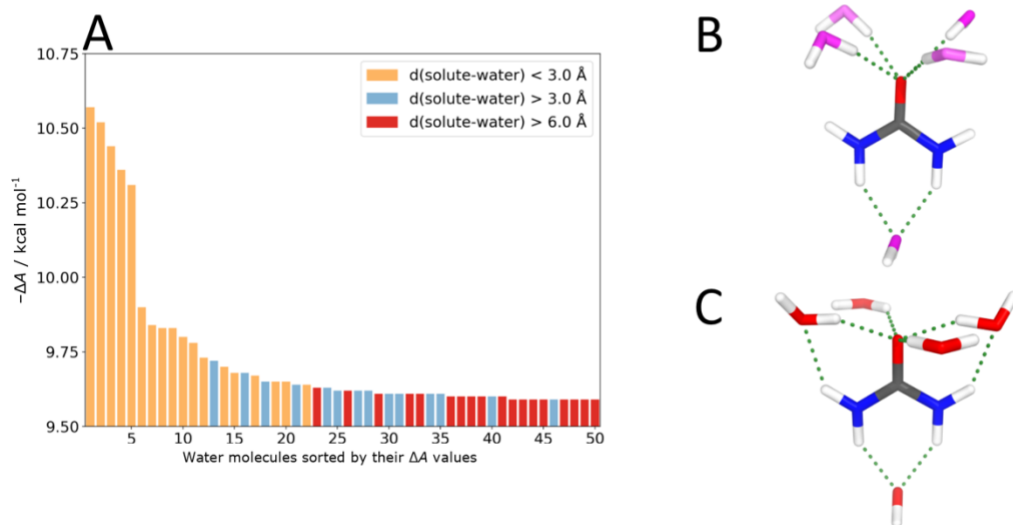 A
B
10.75
10.50
10.25
10.00
9.75
9.50
−ΔA / kcal mol⁻¹
d(solute-water) < 3.0 Å
d(solute-water) > 3.0 Å
d(solute-water) > 6.0 Å
5 10 15 20 25 30 35 40 45 50
Water molecules sorted by their ΔA values
C